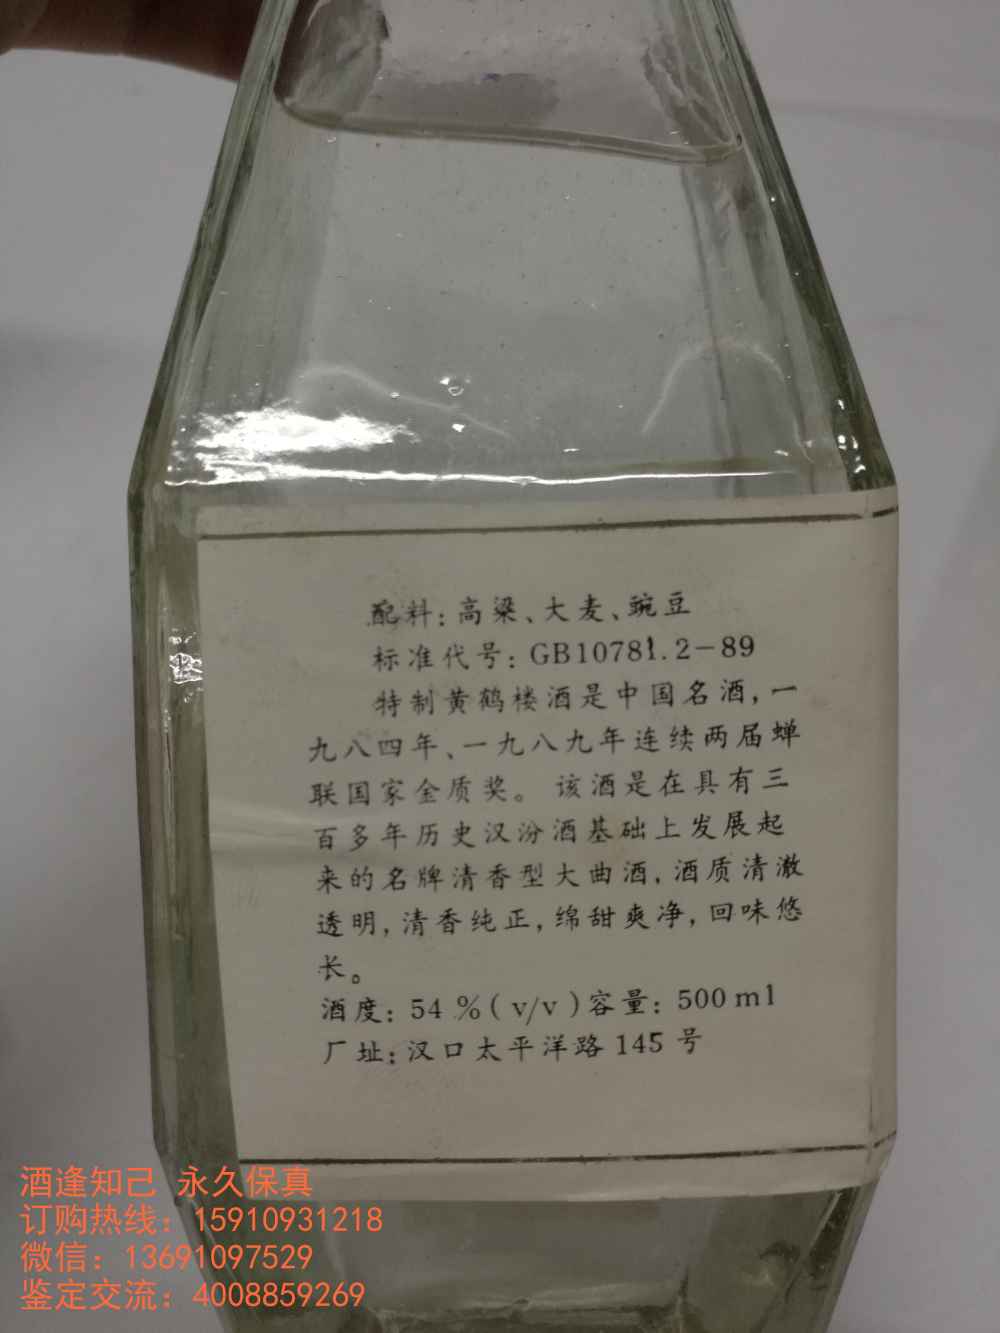 配料:高梁、大麦、豌豆
标准代号:GB10781.2-89
特制黄鹤楼酒是中国名酒,一
九八四年、一九八九年连续两届蝉
联国家金质奖。该酒是在具有三
百多年历史汉汾酒基础上发展起
来的名牌清香型大曲酒,酒质清澈
透明,清香纯正,绵甜爽净,回味悠
长。
酒度:54%(v/v)容量:500ml
厂址:汉口太平洋路145号
酒逢知己 永久保真
订购热线：15910931218
微信：13691097529
鉴定交流：4008859269